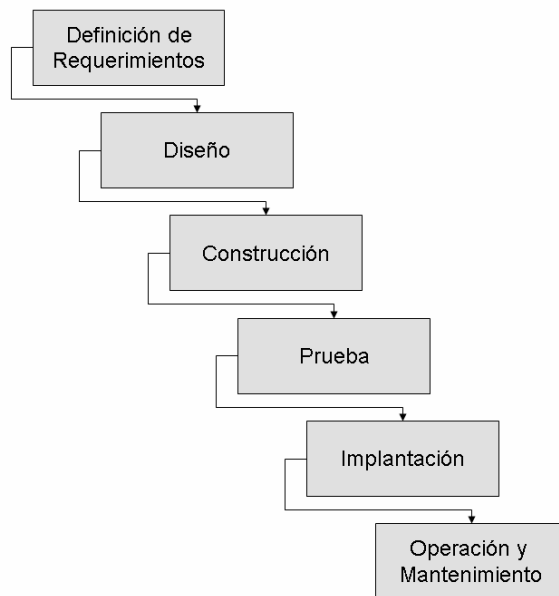 Definición de
Requerimientos
Diseño
Construcción
Prueba
Implantación
Operación y
Mantenimiento